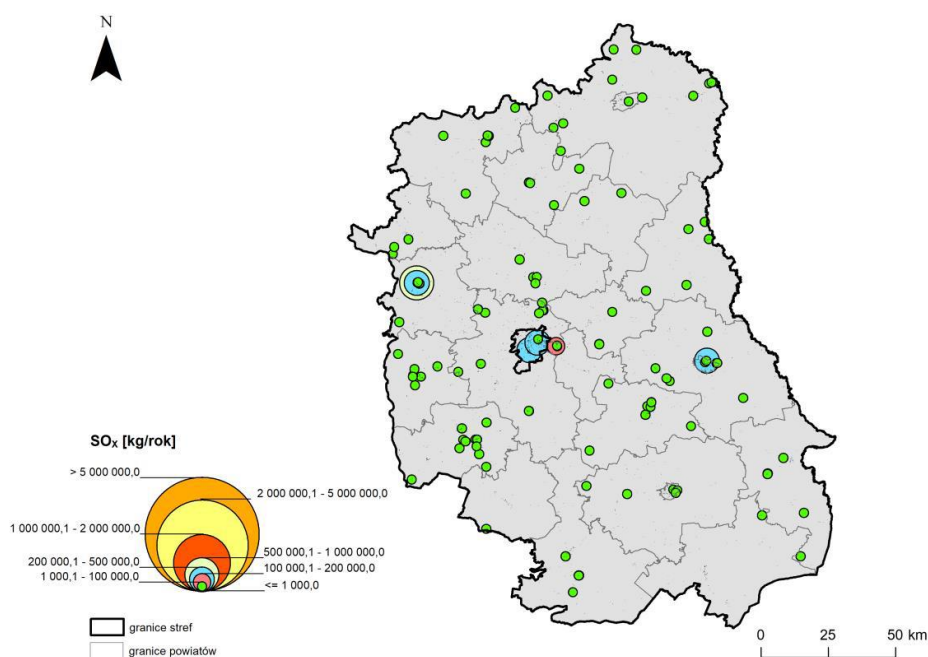 N
SOx [kg/rok]
> 5 000 000,0
2 000 000,1 - 5 000 000,0
1 000 000,1 - 2 000 000,0
500 000,1 - 1 000 000,0
200 000,1 - 500 000,0
100 000,1 - 200 000,0
1 000,1 - 100 000,0
<= 1 000,0
granice stref
granice powiatów
0 25 50 km